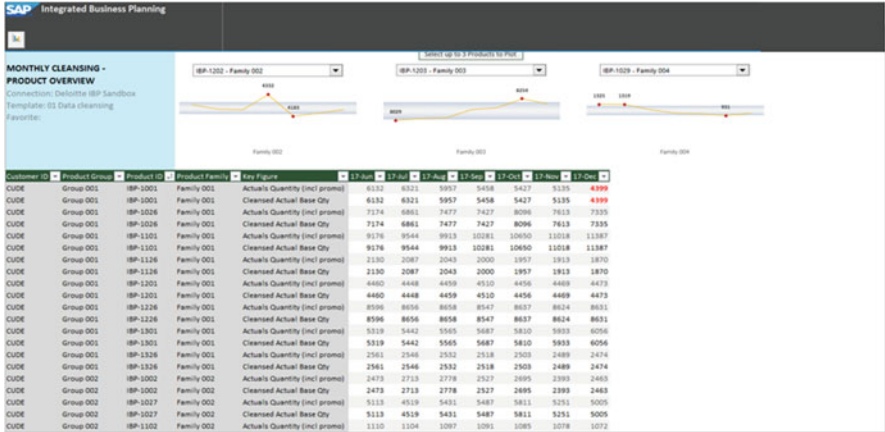 SAP Integrated Business Planning
MONTHLY CLEANSING -
PRODUCT OVERVIEW
Connection: Deloitte IBP Sandbox
Template: 01 Data cleansing
Favorite:
Select up to 3 Products to Plot
IBP-1202 - Family 002
IBP-1203 - Family 003
IBP-1029 - Family 004
Family 002
Family 003
Family 004
Customer ID Product Group Product ID Product Family Key Figure 17-Jun 17-Jul 17-Aug 17-Sep 17-Oct 17-Nov 17-Dec
CUDE Group 001 IBP-1001 Family 001 Actuals Quantity (incl promo) 6132 6321 5957 5458 5427 5135 4399
CUDE Group 001 IBP-1001 Family 001 Cleansed Actual Base Qty 6132 6321 5957 5458 5427 5135 4399
CUDE Group 001 IBP-1026 Family 001 Actuals Quantity (incl promo) 7174 6861 7477 7427 8096 7613 7335
CUDE Group 001 IBP-1026 Family 001 Cleansed Actual Base Qty 7174 6861 7477 7427 8096 7613 7335
CUDE Group 001 IBP-1101 Family 001 Actuals Quantity (incl promo) 9176 9544 9913 10281 10650 11018 11387
CUDE Group 001 IBP-1101 Family 001 Cleansed Actual Base Qty 9176 9544 9913 10281 10650 11018 11387
CUDE Group 001 IBP-1126 Family 001 Actuals Quantity (incl promo) 2130 2087 2043 2000 1957 1913 1870
CUDE Group 001 IBP-1126 Family 001 Cleansed Actual Base Qty 2130 2087 2043 2000 1957 1913 1870
CUDE Group 001 IBP-1201 Family 001 Actuals Quantity (incl promo) 4460 4448 4459 4510 4456 4469 4473
CUDE Group 001 IBP-1201 Family 001 Cleansed Actual Base Qty 4460 4448 4459 4510 4456 4469 4473
CUDE Group 001 IBP-1226 Family 001 Actuals Quantity (incl promo) 8596 8656 8658 8547 8637 8624 8631
CUDE Group 001 IBP-1226 Family 001 Cleansed Actual Base Qty 8596 8656 8658 8547 8637 8624 8631
CUDE Group 001 IBP-1301 Family 001 Actuals Quantity (incl promo) 5319 5442 5565 5687 5810 5933 6056
CUDE Group 001 IBP-1301 Family 001 Cleansed Actual Base Qty 5319 5442 5565 5687 5810 5933 6056
CUDE Group 001 IBP-1326 Family 001 Actuals Quantity (incl promo) 2561 2546 2532 2518 2503 2489 2474
CUDE Group 001 IBP-1326 Family 001 Cleansed Actual Base Qty 2561 2546 2532 2518 2503 2489 2474
CUDE Group 002 IBP-1002 Family 002 Actuals Quantity (incl promo) 2473 2713 2778 2527 2695 2393 2463
CUDE Group 002 IBP-1002 Family 002 Cleansed Actual Base Qty 2473 2713 2778 2527 2695 2393 2463
CUDE Group 002 IBP-1027 Family 002 Actuals Quantity (incl promo) 5113 4519 5431 5487 5811 5251 5005
CUDE Group 002 IBP-1027 Family 002 Cleansed Actual Base Qty 5113 4519 5431 5487 5811 5251 5005
CUDE Group 002 IBP-1102 Family 002 Actuals Quantity (incl promo) 1110 1104 1097 1091 1085 1078 1072